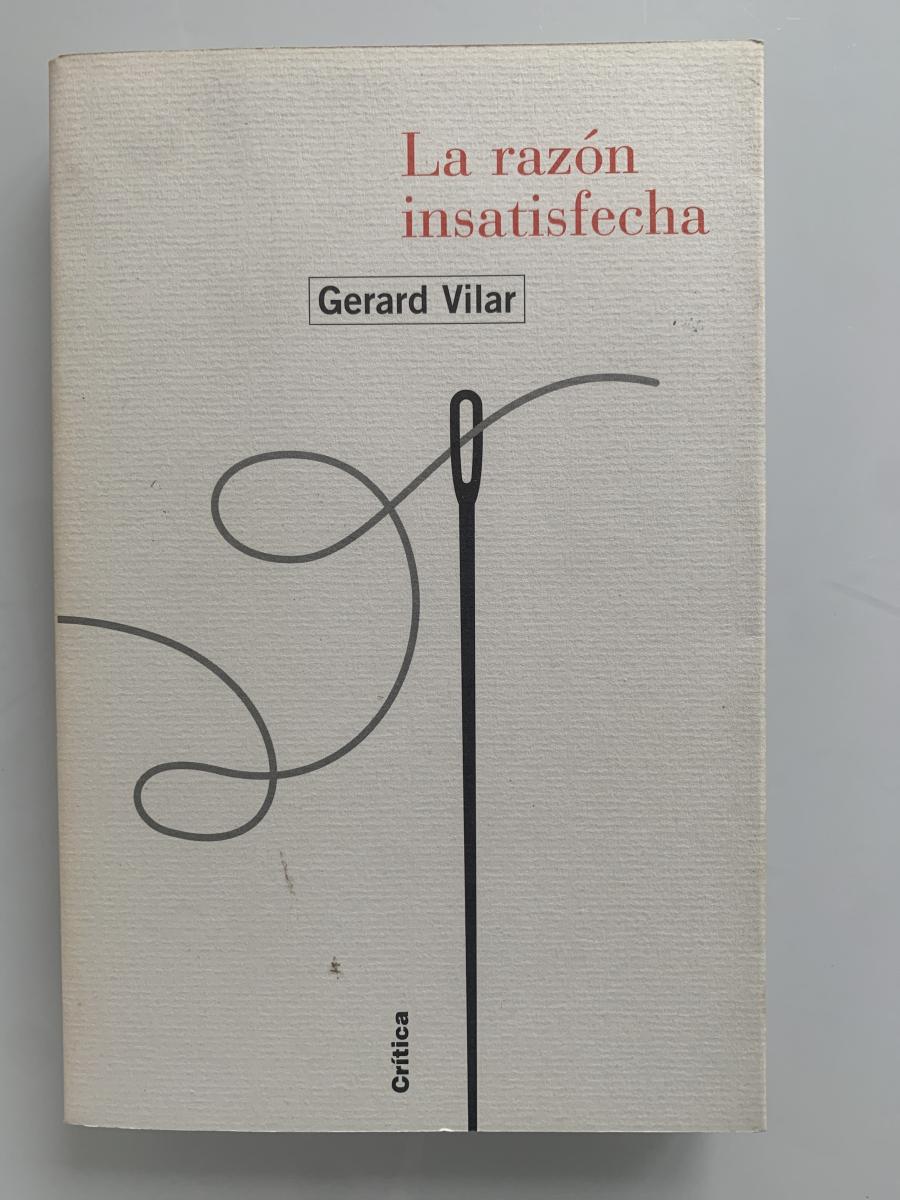 La razón
insatisfecha
Gerard Vilar
Crítica